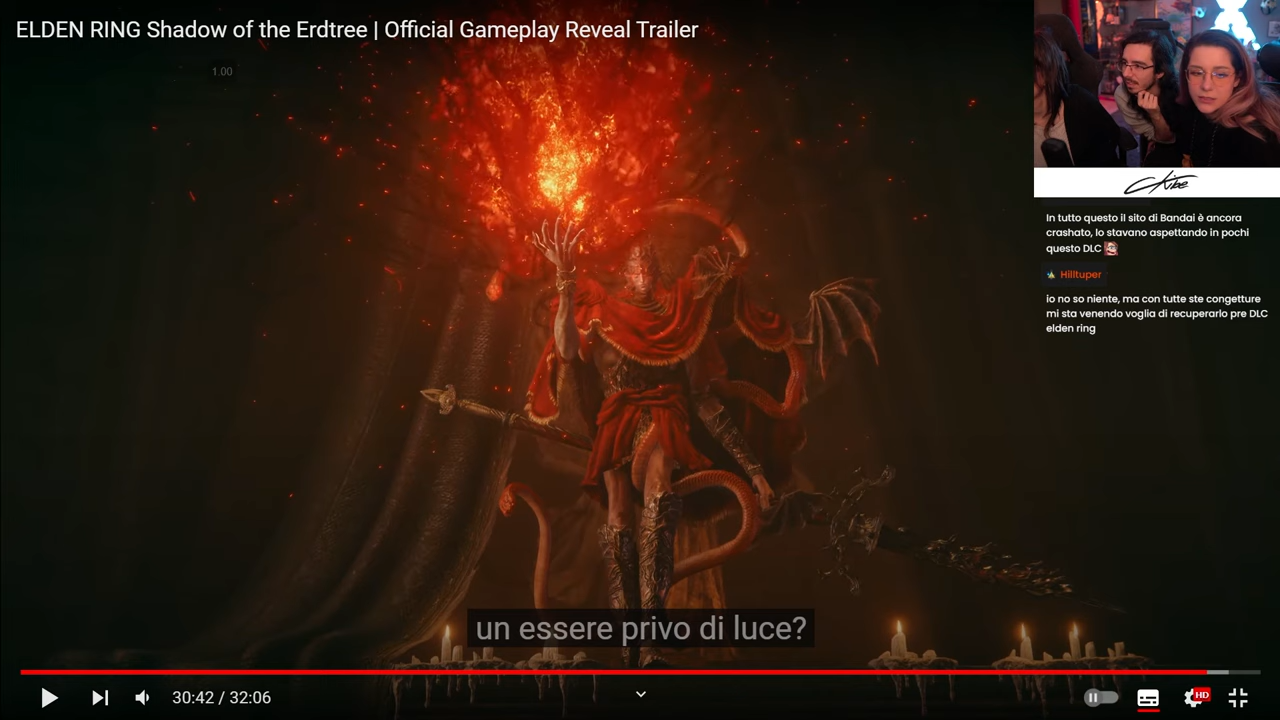 ELDEN RING Shadow of the Erdtree | Official Gameplay Reveal Trailer
1.00
Kibe
In tutto questo il sito di Bandai è ancora
crashato, lo stavano aspettando in pochi
questo DLC
Hilltuper
io no so niente, ma con tutte ste congetture
mi sta venendo voglia di recuperarlo pre DLC
elden ring
un essere privo di luce?
30:42 / 32:06
HD